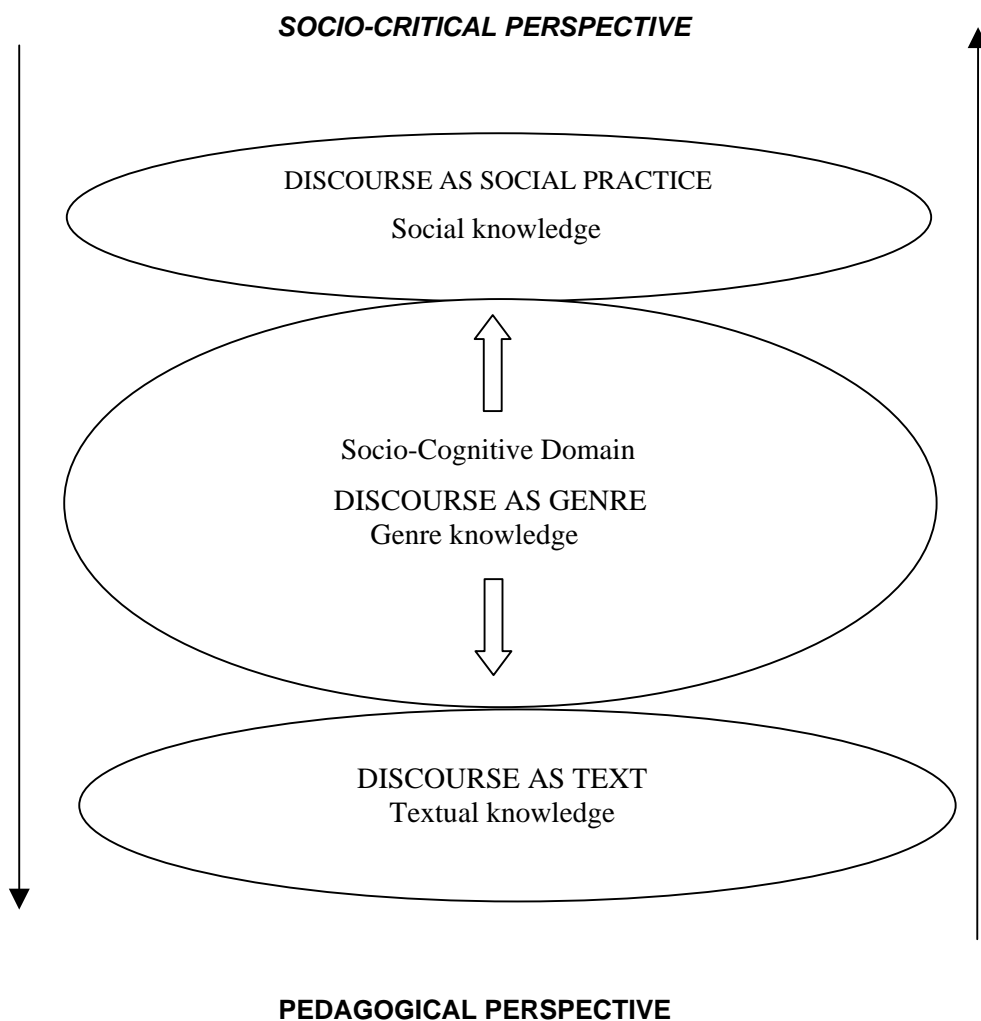 SOCIO-CRITICAL PERSPECTIVE
DISCOURSE AS SOCIAL PRACTICE
Social knowledge
Socio-Cognitive Domain
DISCOURSE AS GENRE
Genre knowledge
DISCOURSE AS TEXT
Textual knowledge
PEDAGOGICAL PERSPECTIVE